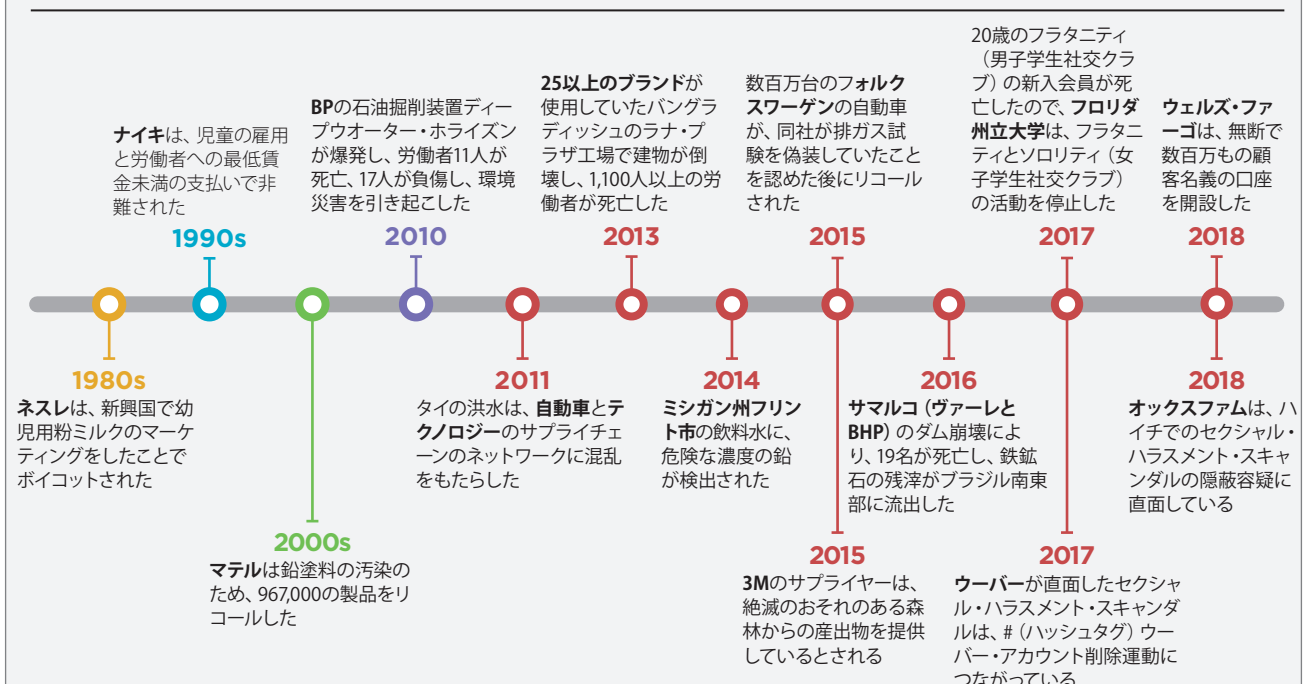 ナイキは、児童の雇用
と労働者への最低賃
金未満の支払いで非
難された
1990s
BPの石油掘削装置ディー
プウオーター・ホライズン
が爆発し、労働者11人が
死亡、17人が負傷し、環境
災害を引き起こした
2010
25以上のブランドが
使用していたバングラ
ディッシュのラナ・プ
ラザ工場で建物が倒
壊し、1,100人以上の労
働者が死亡した
2013
数百万台のフォルク
スワーゲンの自動車
が、同社が排ガス試
験を偽装していたこと
を認めた後にリコール
された
2015
20歳のフラタニティ
（男子学生社交クラ
ブ）の新入会員が死
亡したので、フロリダ
州立大学は、フラタニ
ティとソロリティ（女
子学生社交クラブ）
の活動を停止した
2017
ウェルズ・ファ
ーゴは、無断で
数百万もの顧
客名義の口座
を開設した
2018
1980s
ネスレは、新興国で幼
児用粉ミルクのマーケ
ティングをしたことで
ボイコットされた
2000s
マテルは鉛塗料の汚染の
ため、967,000の製品をリ
コールした
2011
タイの洪水は、自動車とテ
クノロジーのサプライチェ
ーンのネットワークに混乱
をもたらした
2014
ミシガン州フリン
ト市の飲料水に、
危険な濃度の鉛
が検出された
2015
3Mのサプライヤーは、
絶滅のおそれのある森
林からの産出物を提供
しているとされる
2016
サマルコ（ヴァーレと
BHP）のダム崩壊によ
り、19名が死亡し、鉄鉱
石の残滓がブラジル南東
部に流出した
2017
ウーバーが直面したセクシャ
ル・ハラスメント・スキャンダ
ルは、#（ハッシュタグ）ウー
バー・アカウント削除運動に
つながっている
2018
オックスファムは、ハ
イチでのセクシャル・
ハラスメント・スキャ
ンダルの隠蔽容疑に
直面している